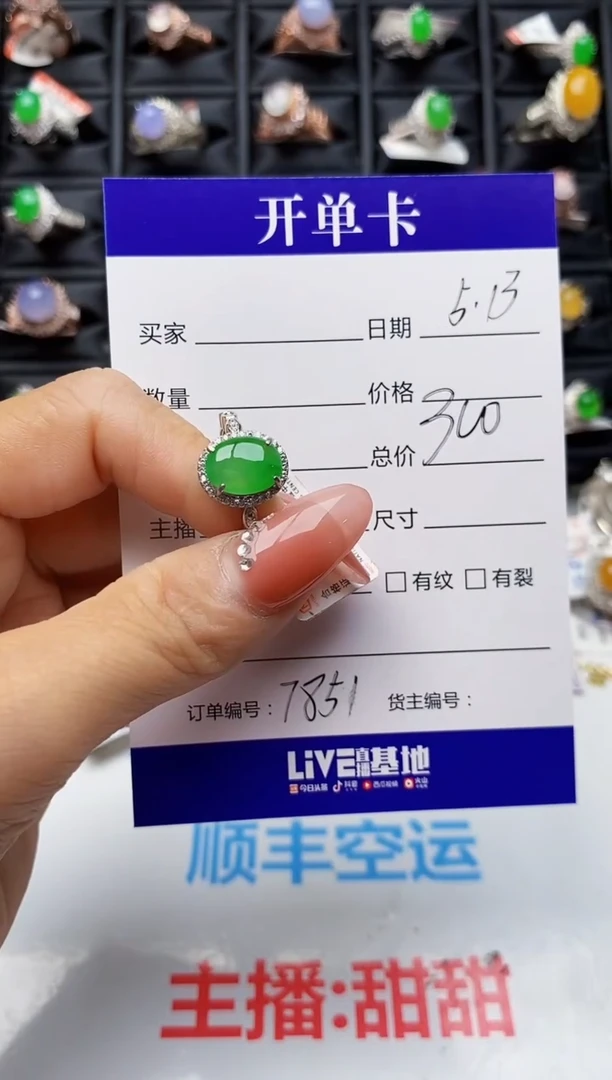 开单卡
买家 日期 5.13
数量 价格
总价 300
主播 尺寸
有纹 有裂
订单编号： 7851 货主编号：
LIVE直播基地
今日头条 抖音 西瓜视频 火山
顺丰空运
主播:甜甜